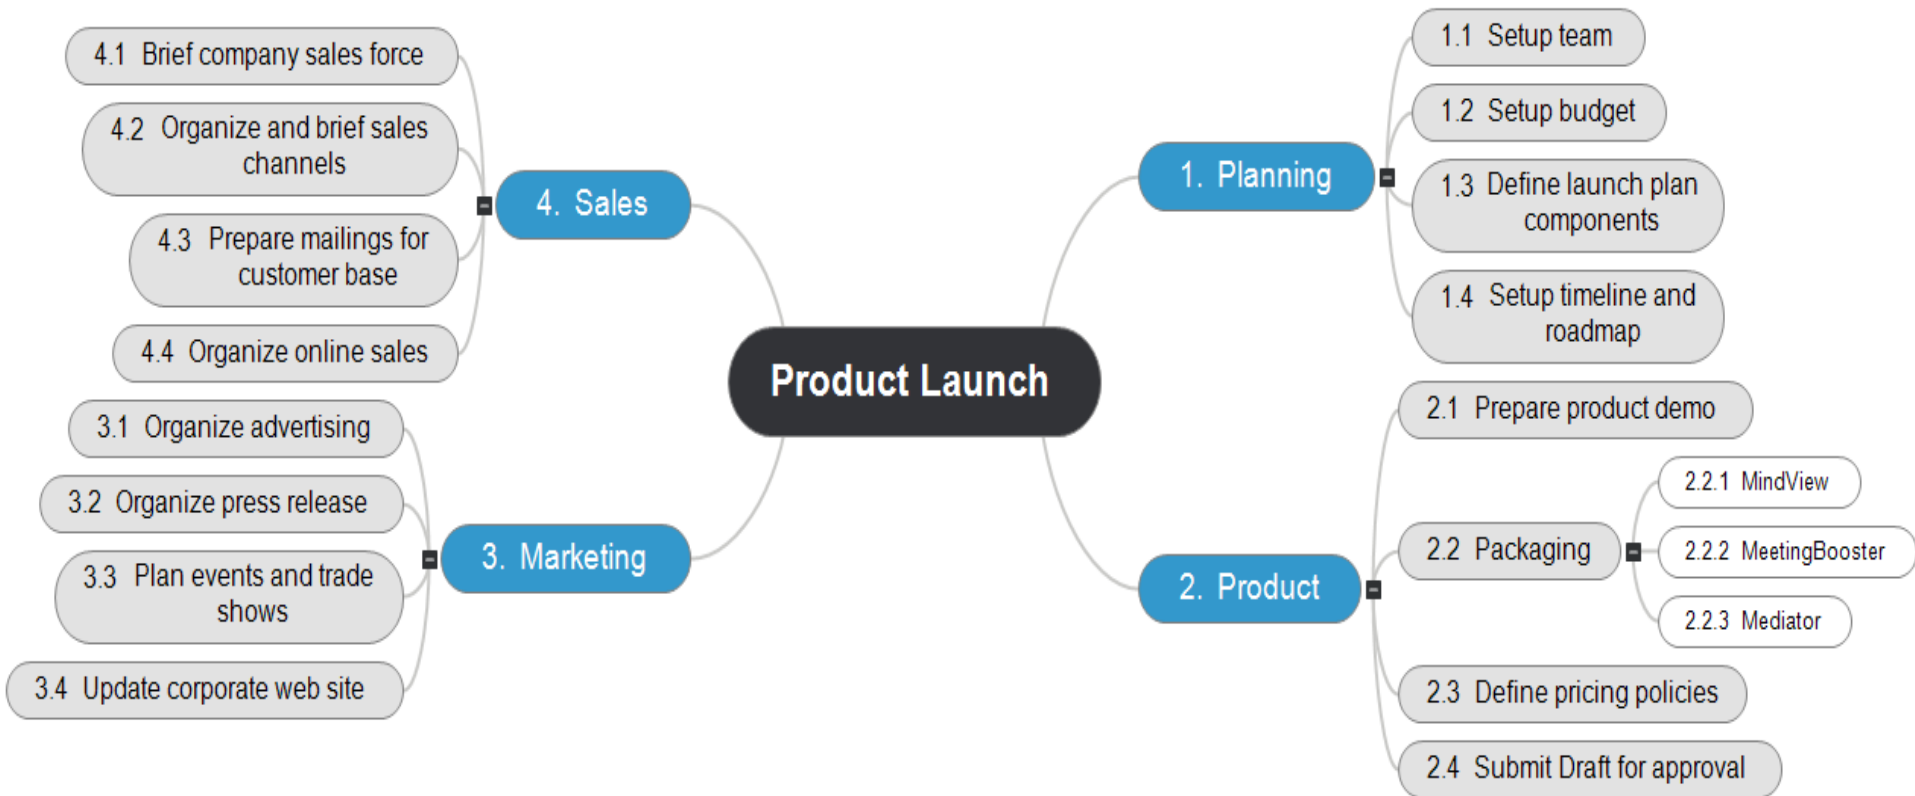 Product Launch
1. Planning
1.1 Setup team
1.2 Setup budget
1.3 Define launch plan
components
1.4 Setup timeline and
roadmap
2. Product
2.1 Prepare product demo
2.2 Packaging
2.2.1 MindView
2.2.2 MeetingBooster
2.2.3 Mediator
2.3 Define pricing policies
2.4 Submit Draft for approval
3. Marketing
3.1 Organize advertising
3.2 Organize press release
3.3 Plan events and trade
shows
3.4 Update corporate web site
4. Sales
4.1 Brief company sales force
4.2 Organize and brief sales
channels
4.3 Prepare mailings for
customer base
4.4 Organize online sales